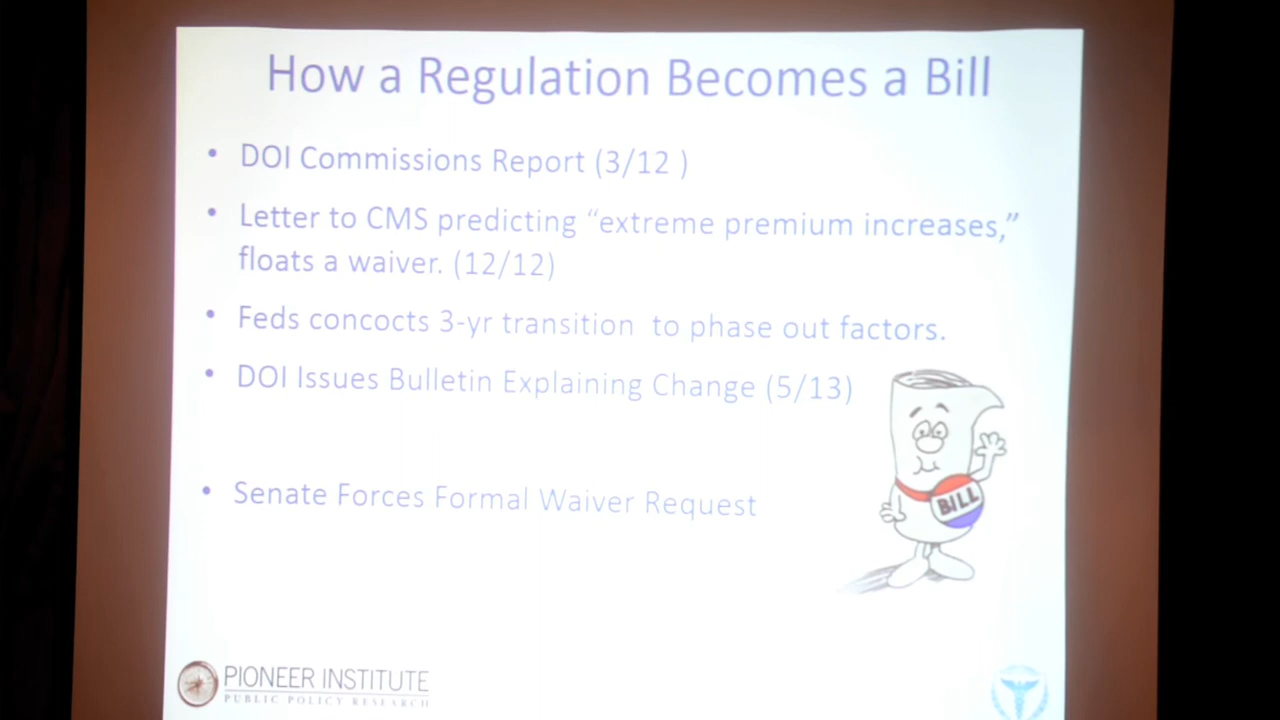 How a Regulation Becomes a Bill
• DOI Commissions Report (3/12 )
• Letter to CMS predicting “extreme premium increases,”
floats a waiver. (12/12)
• Feds concocts 3-yr transition to phase out factors.
• DOI Issues Bulletin Explaining Change (5/13)
• Senate Forces Formal Waiver Request
BILL
PIONEER INSTITUTE
PUBLIC POLICY RESEARCH